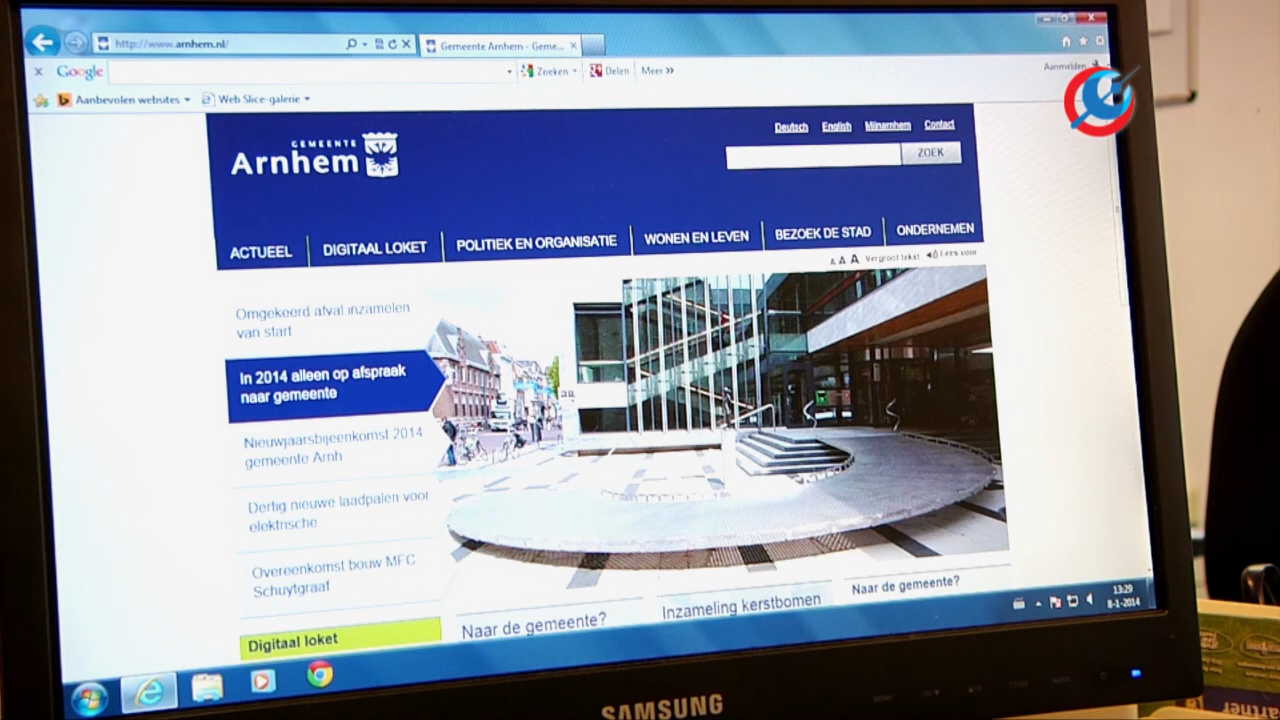 http://www.arnhem.nl/
Gemeente Arnhem - Geme...
Google
Zoeken
Delen
Meer »
Aanmelden
Aanbevolen websites
Web Slice-galerie
Deutsch English Mijnarnhem Contact
GEMEENTE
Arnhem
ZOEK
ACTUEEL
DIGITAAL LOKET
POLITIEK EN ORGANISATIE
WONEN EN LEVEN
BEZOEK DE STAD
ONDERNEMEN
A A A Vergroot tekst Lees voor
Omgekeerd afval inzamelen
van start
In 2014 alleen op afspraak
naar gemeente
Nieuwjaarsbijeenkomst 2014
gemeente Arnh
Dertig nieuwe laadpalen voor
elektrische
Overeenkomst bouw MFC
Schuytgraaf
Digitaal loket
Naar de gemeente?
Inzameling kerstbomen
Naar de gemeente?
13:29
8-1-2014
SAMSUNG